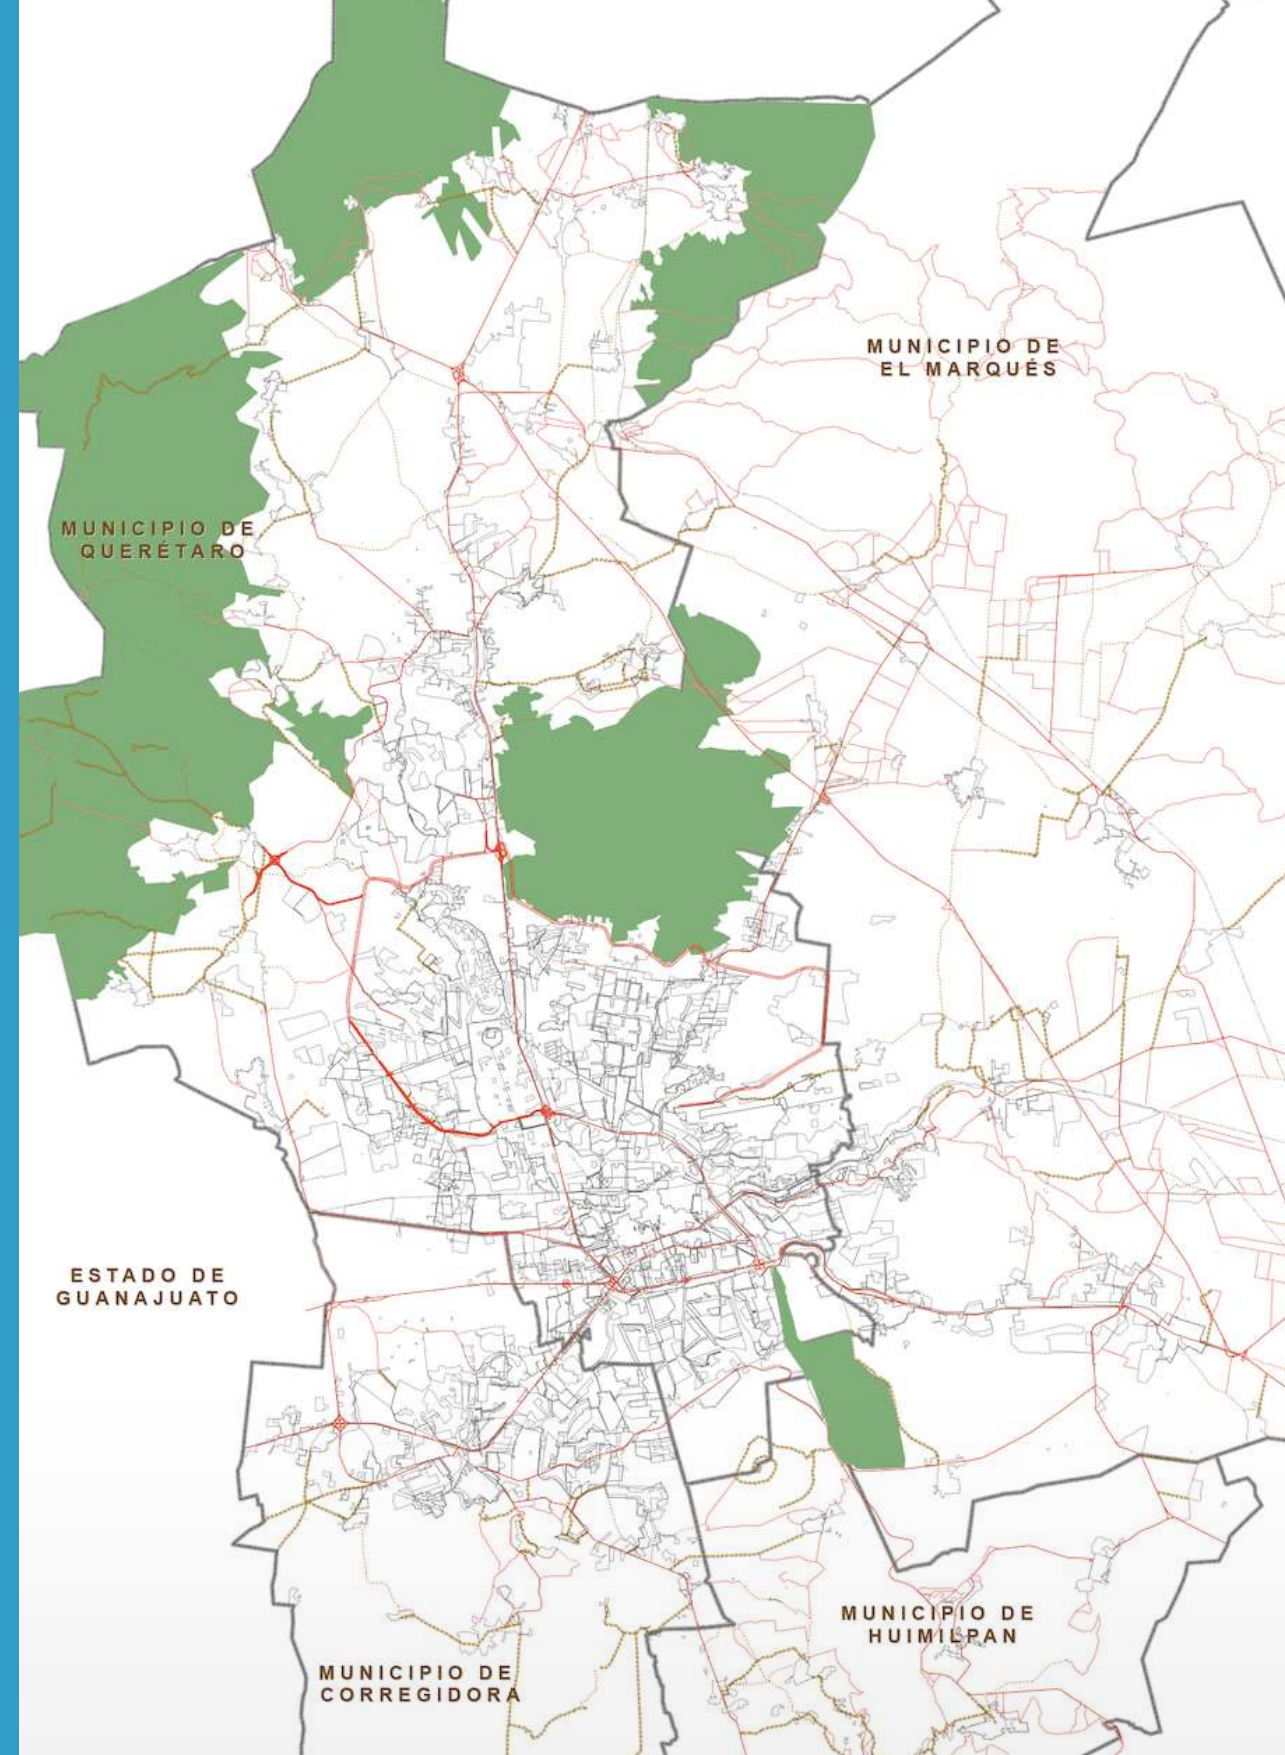 MUNICIPIO DE
EL MARQUÉS
MUNICIPIO DE
QUERÉTARO
ESTADO DE
GUANAJUATO
MUNICIPIO DE
HUIMILPAN
MUNICIPIO DE
CORREGIDORA